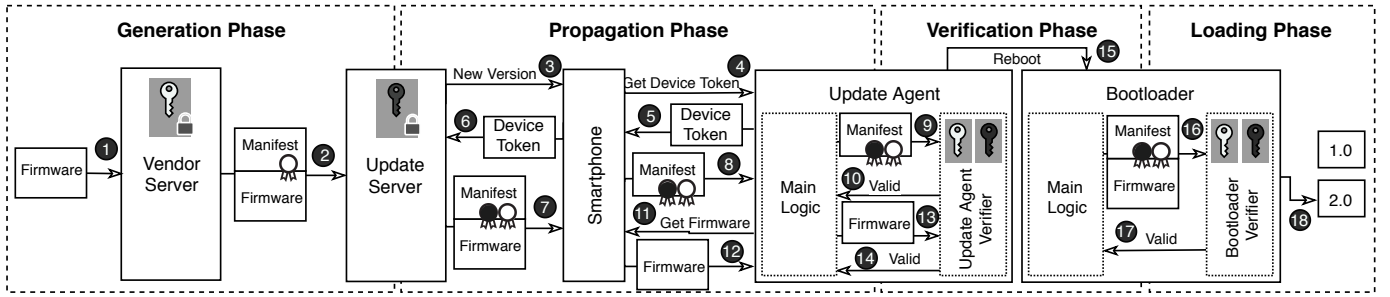 Generation Phase
Propagation Phase
Verification Phase
Loading Phase
1
Firmware
Vendor
Server
Manifest
Firmware
2
Update
Server
New Version
3
6
Device
Token
Manifest
Firmware
7
Smartphone
Get Device Token
4
5
Device
Token
Manifest
8
11
Get Firmware
Firmware
12
Update Agent
Main
Logic
Manifest
9
10
Valid
Firmware
13
14
Valid
Update Agent
Verifier
Reboot
15
Bootloader
Main
Logic
Manifest
Firmware
16
17
Valid
Bootloader
Verifier
18
1.0
2.0